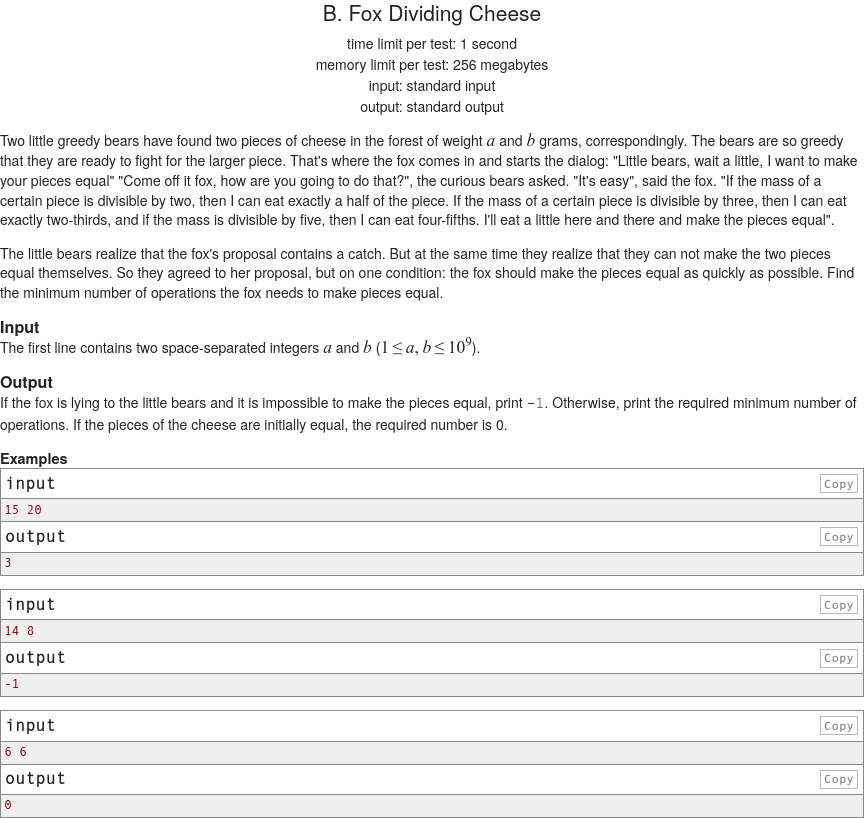 B. Fox Dividing Cheese
time limit per test: 1 second
memory limit per test: 256 megabytes
input: standard input
output: standard output
Two little greedy bears have found two pieces of cheese in the forest of weight a and b grams, correspondingly. The bears are so greedy
that they are ready to fight for the larger piece. That's where the fox comes in and starts the dialog: "Little bears, wait a little, I want to make
your pieces equal" "Come off it fox, how are you going to do that?", the curious bears asked. "It's easy", said the fox. "If the mass of a
certain piece is divisible by two, then I can eat exactly a half of the piece. If the mass of a certain piece is divisible by three, then I can eat
exactly two-thirds, and if the mass is divisible by five, then I can eat four-fifths. I'll eat a little here and there and make the pieces equal".
The little bears realize that the fox's proposal contains a catch. But at the same time they realize that they can not make the two pieces
equal themselves. So they agreed to her proposal, but on one condition: the fox should make the pieces equal as quickly as possible. Find
the minimum number of operations the fox needs to make pieces equal.
Input
The first line contains two space-separated integers a and b (1 ≤ a, b ≤ 10⁹).
Output
If the fox is lying to the little bears and it is impossible to make the pieces equal, print −1. Otherwise, print the required minimum number of
operations. If the pieces of the cheese are initially equal, the required number is 0.
Examples
input Copy
15 20
output Copy
3
input Copy
14 8
output Copy
-1
input Copy
6 6
output Copy
0